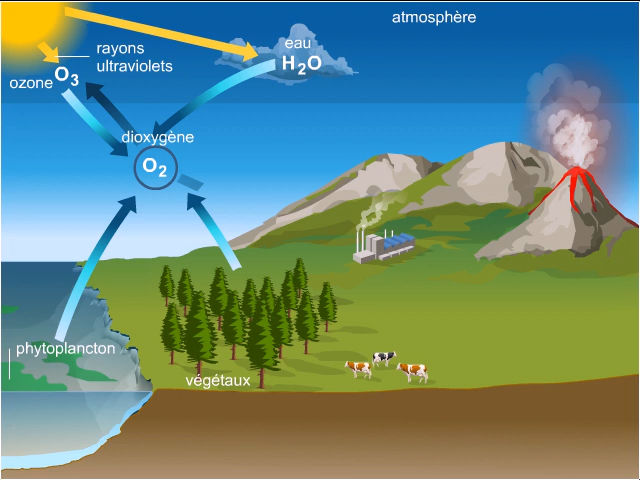 atmosphère
rayons
ultraviolets
eau
H₂O
ozone
O₃
dioxygène
O₂
phytoplancton
végétaux